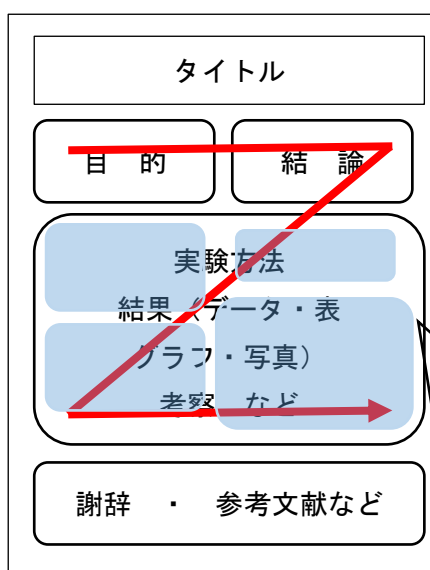 タイトル
目　的
結　論
実験方法
結果（データ・表
グラフ・写真）
考察　など
謝辞　・　参考文献など